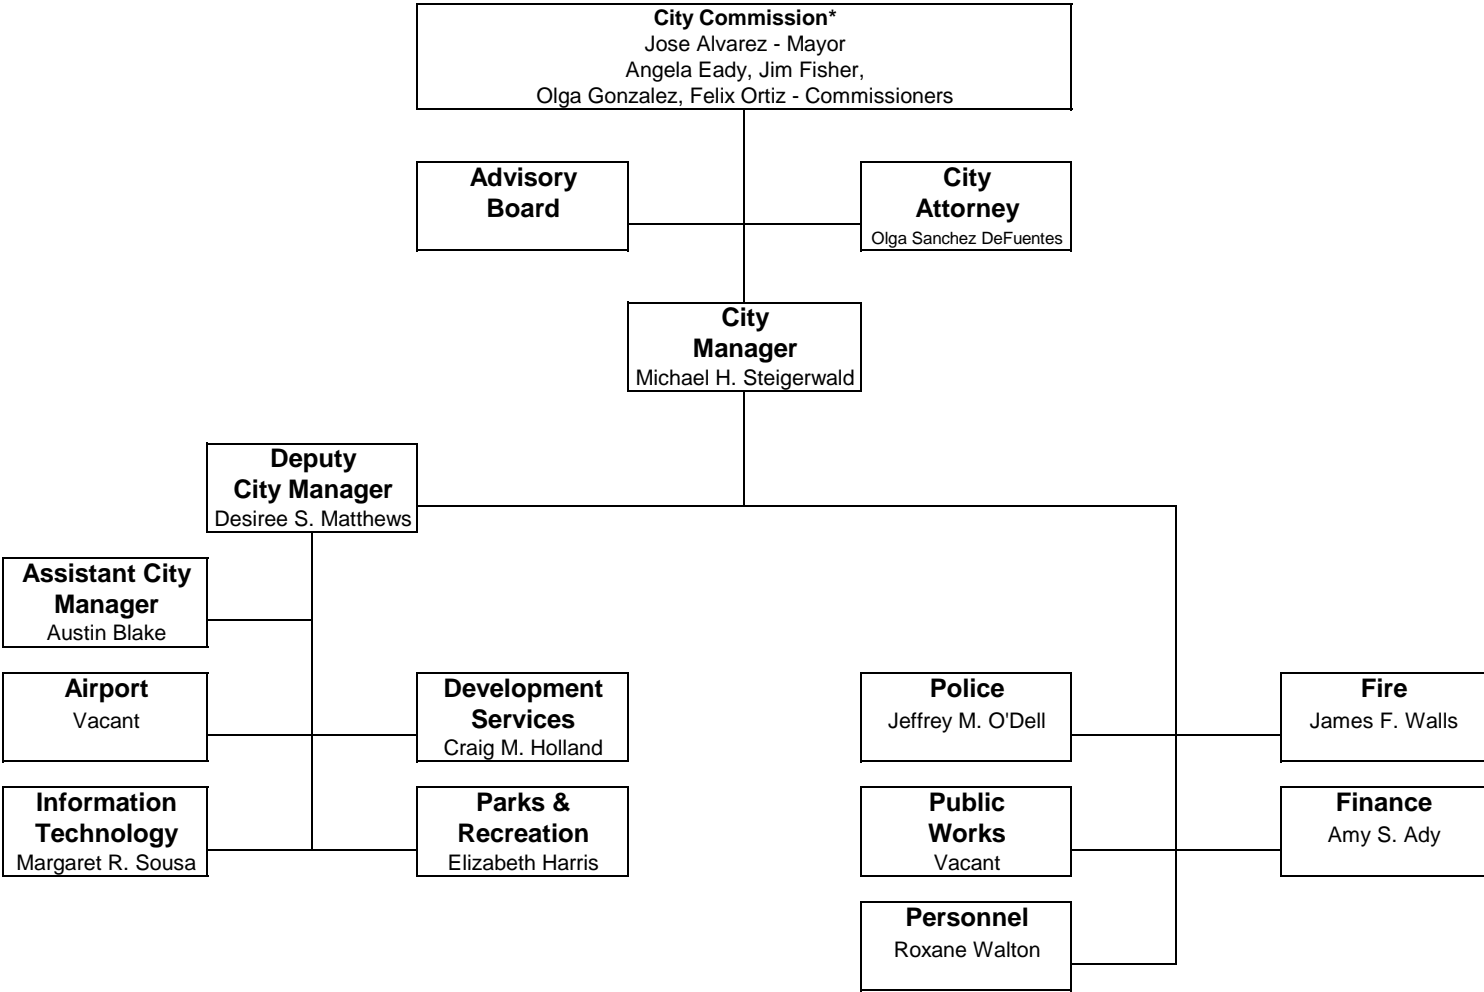 City Commission*
Jose Alvarez - Mayor
Angela Eady, Jim Fisher,
Olga Gonzalez, Felix Ortiz - Commissioners
Advisory
Board
City
Attorney
Olga Sanchez DeFuentes
City
Manager
Michael H. Steigerwald
Deputy
City Manager
Desiree S. Matthews
Assistant City
Manager
Austin Blake
Airport
Vacant
Development
Services
Craig M. Holland
Police
Jeffrey M. O'Dell
Fire
James F. Walls
Information
Technology
Margaret R. Sousa
Parks &
Recreation
Elizabeth Harris
Public
Works
Vacant
Finance
Amy S. Ady
Personnel
Roxane Walton